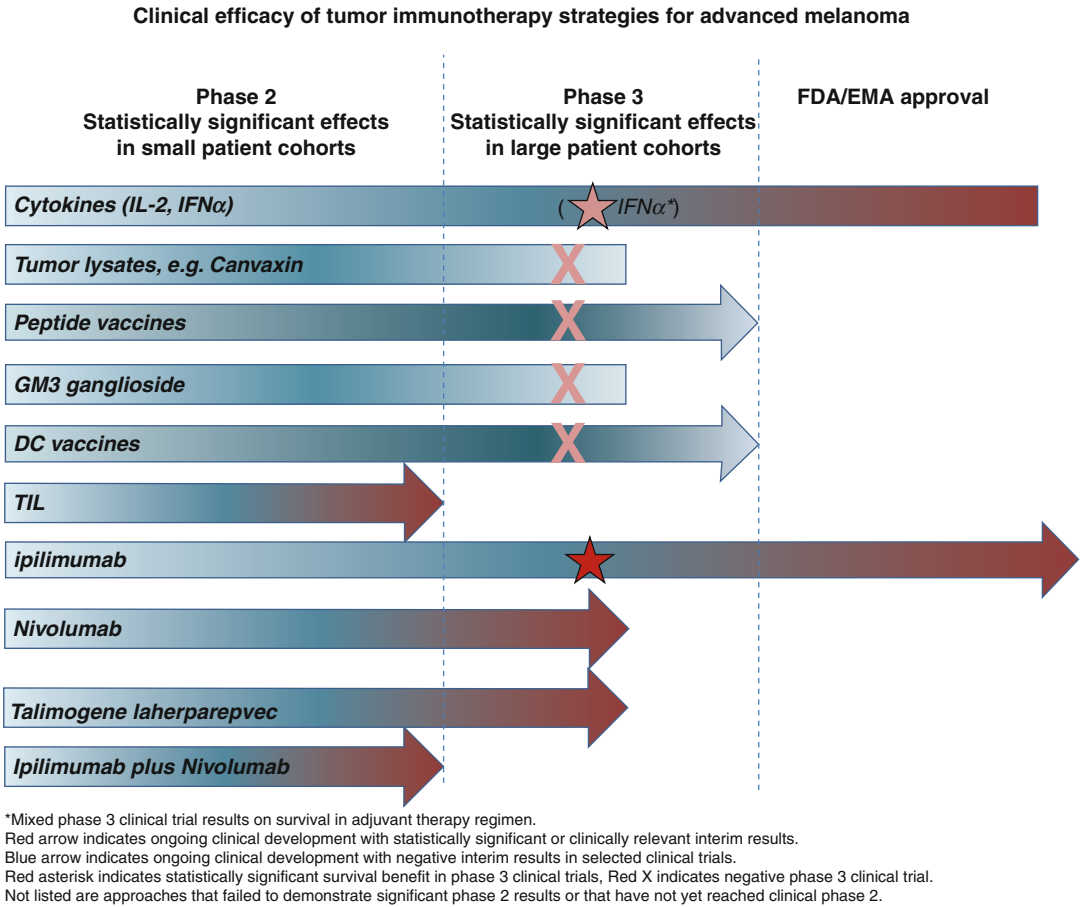 Clinical efficacy of tumor immunotherapy strategies for advanced melanoma
Phase 2
Statistically significant effects
in small patient cohorts
Phase 3
Statistically significant effects
in large patient cohorts
FDA/EMA approval
Cytokines (IL-2, IFNα)
( IFNα*)
Tumor lysates, e.g. Canvaxin
X
Peptide vaccines
X
GM3 ganglioside
X
DC vaccines
X
TIL
ipilimumab
Nivolumab
Talimogene laherparepvec
Ipilimumab plus Nivolumab
*Mixed phase 3 clinical trial results on survival in adjuvant therapy regimen.
Red arrow indicates ongoing clinical development with statistically significant or clinically relevant interim results.
Blue arrow indicates ongoing clinical development with negative interim results in selected clinical trials.
Red asterisk indicates statistically significant survival benefit in phase 3 clinical trials, Red X indicates negative phase 3 clinical trial.
Not listed are approaches that failed to demonstrate significant phase 2 results or that have not yet reached clinical phase 2.